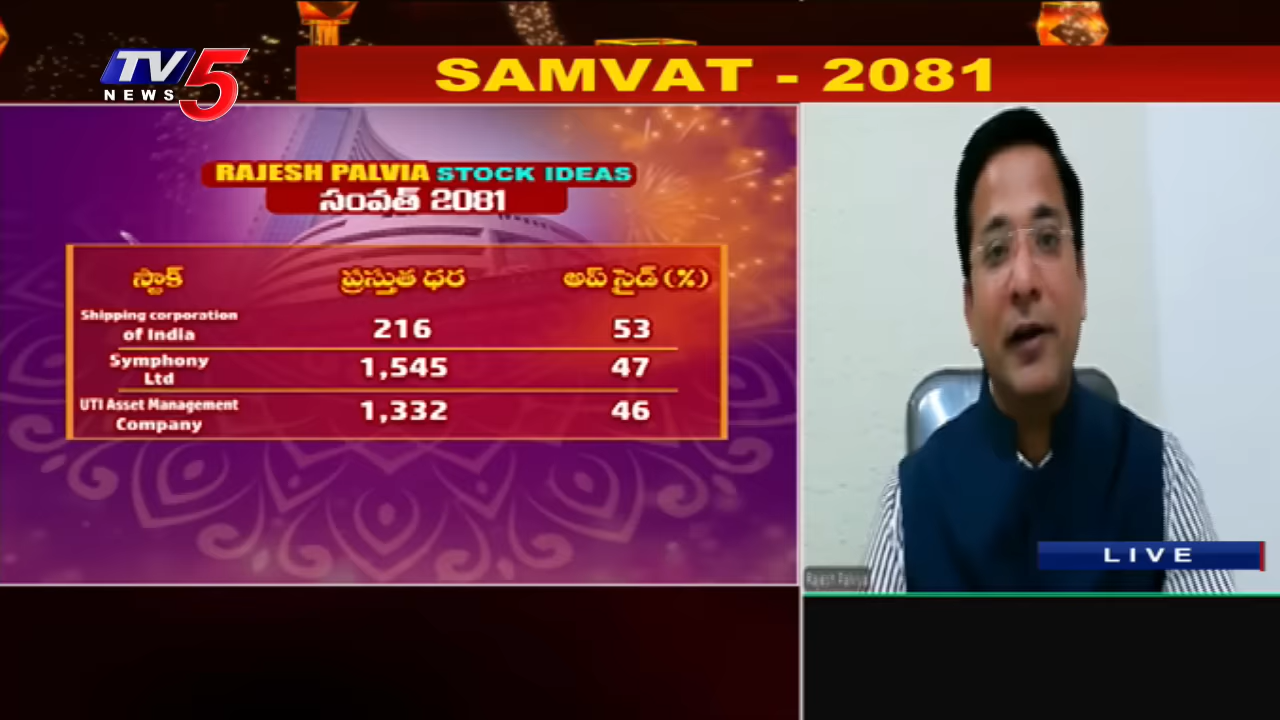 TV5
NEWS
SAMVAT - 2081
RAJESH PALVIA STOCK IDEAS
సంవత్ 2081
స్టాక్ ప్రస్తుత ధర అప్ సైడ్ (%)
Shipping corporation
of India 216 53
Symphony
Ltd 1,545 47
UTI Asset Management
Company 1,332 46
LIVE
Rajesh Palviya